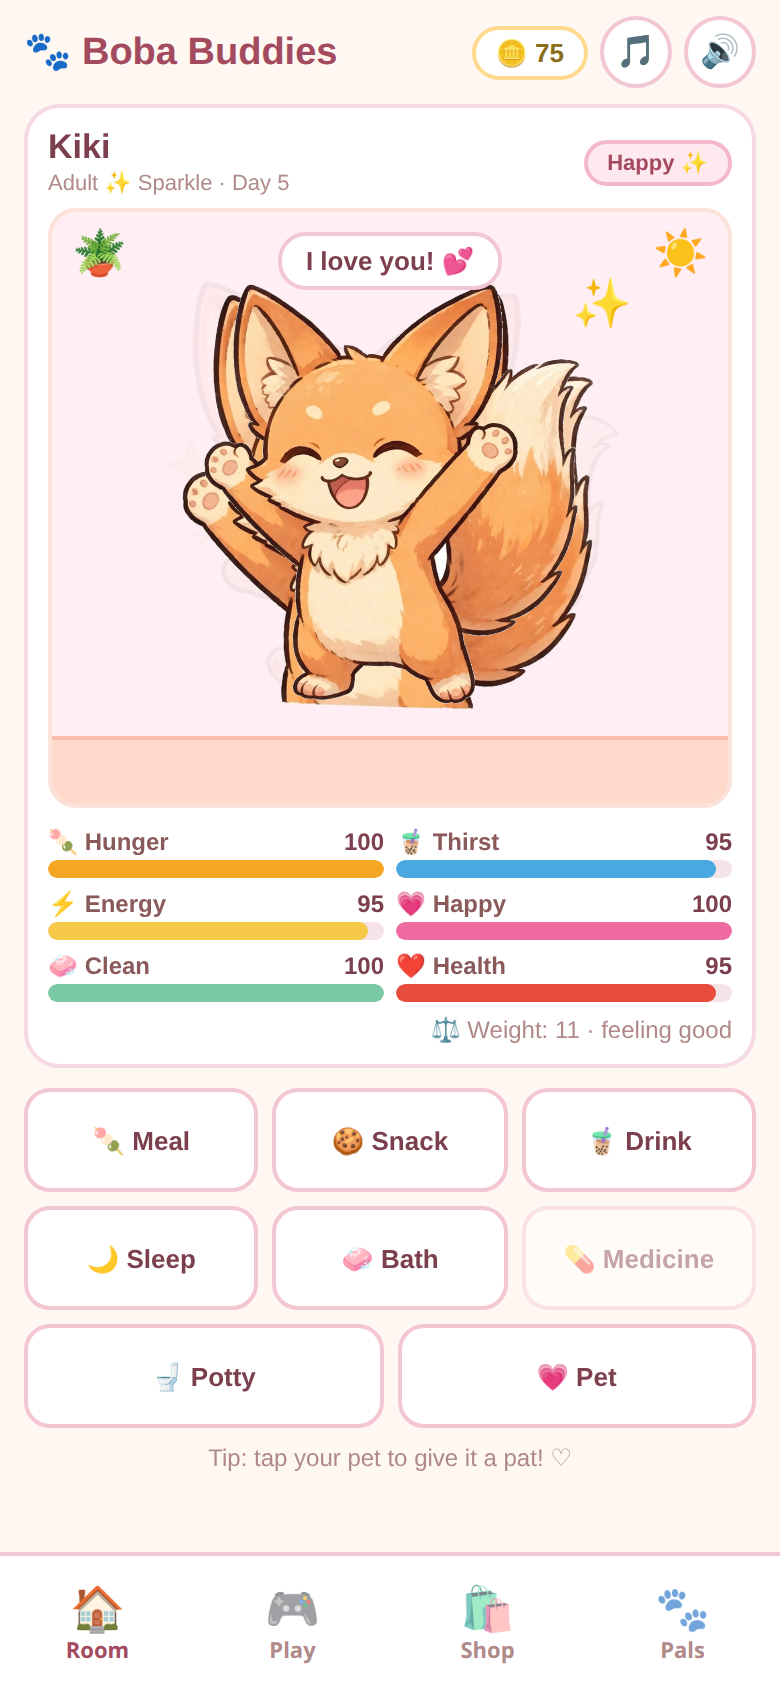 🐾 Boba Buddies
🪙 75
🎵
🔊
Kiki
Adult ✨ Sparkle · Day 5
Happy ✨
I love you! 💕
🍡 Hunger 100
🧋 Thirst 95
⚡ Energy 95
💗 Happy 100
🧼 Clean 100
❤️ Health 95
⚖️ Weight: 11 · feeling good
🍡 Meal
🍪 Snack
🧋 Drink
🌙 Sleep
🧼 Bath
💊 Medicine
🚽 Potty
💗 Pet
Tip: tap your pet to give it a pat! ♡
Room
Play
Shop
Pals